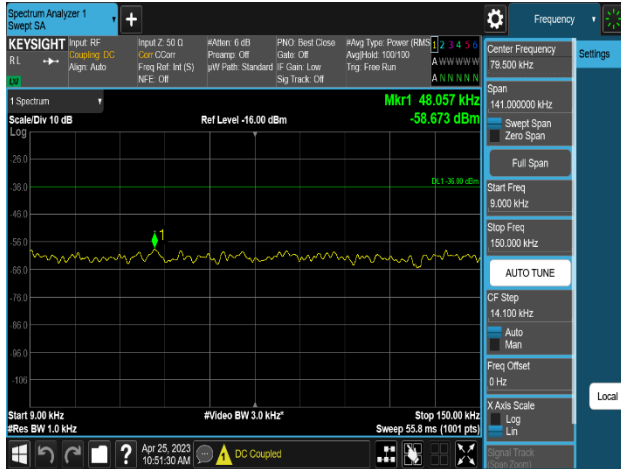 Spectrum Analyzer 1
Swept SA
Frequency
KEYSIGHT
Input: RF
Input Z: 50 Ω
#Atten: 6 dB
PNO: Best Close
#Avg Type: Power (RMS
1 2 3 4 5 6
RL
Coupling: DC
Corr CCorr
Preamp: Off
Gate: Off
Avg|Hold: 100/100
A W W W W W
Align: Auto
Freq Ref: Int (S)
µW Path: Standard
IF Gain: Low
Trig: Free Run
NFE: Off
Sig Track: Off
A N N N N N
1 Spectrum
Mkr1 48.057 kHz
Scale/Div 10 dB
Ref Level -16.00 dBm
-58.673 dBm
Log
-26.0
DL1 -36.00 dBm
-36.0
-46.0
1
-56.0
-66.0
-76.0
-86.0
-96.0
-106
Start 9.00 kHz
#Video BW 3.0 kHz*
Stop 150.00 kHz
#Res BW 1.0 kHz
Sweep 55.8 ms (1001 pts)
Apr 25, 2023
10:51:30 AM
DC Coupled
Center Frequency
79.500 kHz
Settings
Span
141.000000 kHz
Swept Span
Zero Span
Full Span
Start Freq
9.000 kHz
Stop Freq
150.000 kHz
AUTO TUNE
CF Step
14.100 kHz
Auto
Man
Freq Offset
0 Hz
Local
X Axis Scale
Log
Lin
Signal Track
(Span Zoom)